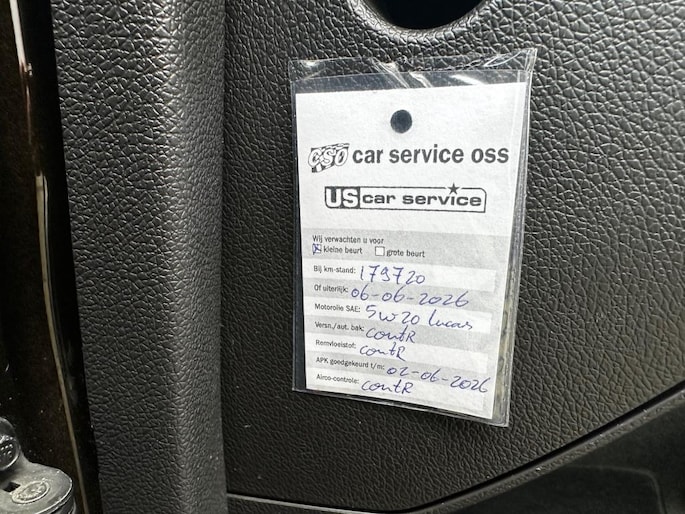 CSO car service oss
US car service
Wij verwachten u voor
kleine beurt grote beurt
Bij km-stand: 179720
Of uiterlijk: 06-06-2026
Motorolie SAE: 5W20 Lucas
Versn./aut. bak: contR
Remvloeistof: contR
APK goedgekeurd t/m: 02-06-2026
Airco-controle: contR